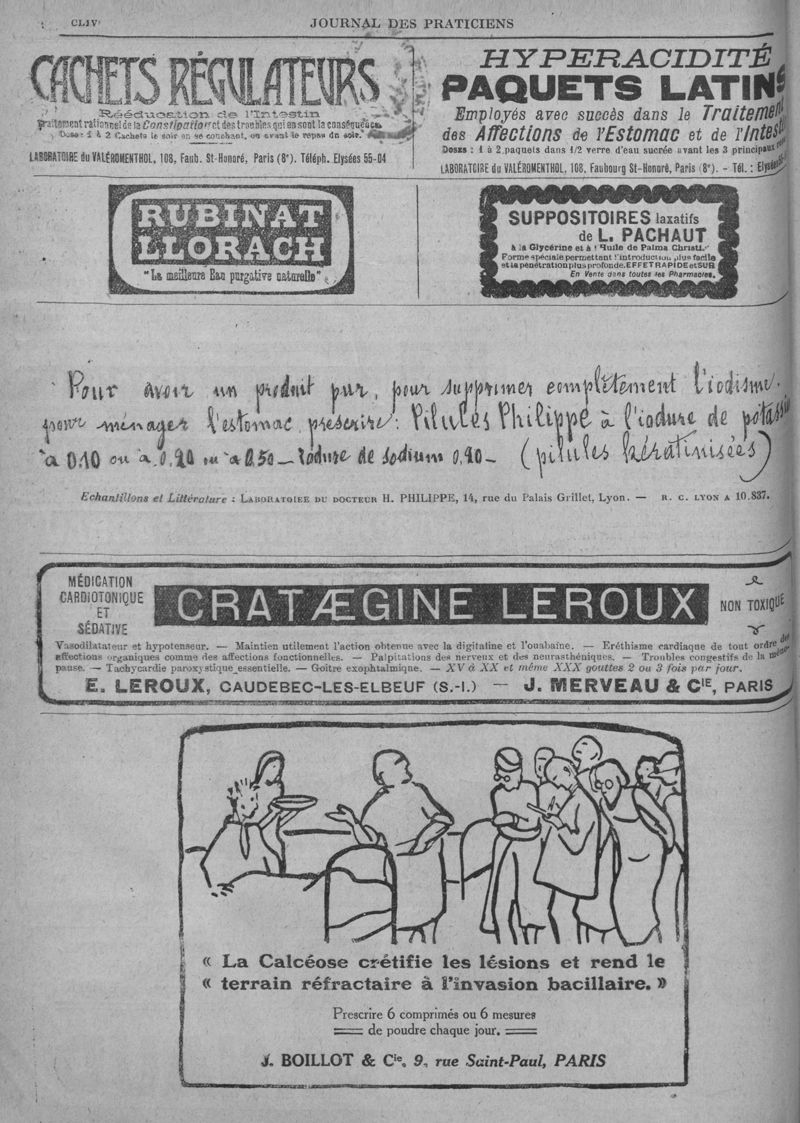 CLIV
JOURNAL DES PRATICIENS
CACHETS RÉGULATEURS
Rééducation de l'Intestin
Traitement rationnel de la Constipation et des troubles qui en sont la conséquence
Dose: 1 à 2 Cachets le soir en se couchant, ou avant le repas du soir.
LABORATOIRE du VALÉROMENTHOL, 108, Faub. St-Honoré, Paris (8e). Téléph. Elysées 55-04
HYPERACIDITÉ
PAQUETS LATINS
Employés avec succès dans le Traitement
des Affections de l'Estomac et de l'Intest
Doses : 1 à 2 paquets dans 1/2 verre d'eau sucrée avant les 3 principaux
LABORATOIRE du VALÉROMENTHOL, 108, Faubourg St-Honoré, Paris (8e). - Tél. : Elysées
RUBINAT
LLORACH
"La meilleure Eau purgative naturelle"
SUPPOSITOIRES laxatifs
de L. PACHAUT
à la Glycérine et à l'Huile de Palma Christi.
Forme spéciale permettant l'introduction plus facile
et la pénétration plus profonde. EFFET RAPIDE et SUR
En Vente dans toutes les Pharmacies.
Pour avoir un produit pur, pour supprimer complètement l'iodisme,
pour ménager l'estomac prescrire: Pilules Philippe à l'iodure de potassium
à 0.10 ou à 0.20 ou à 0.50 — Iodure de sodium 0.20 — (pilules kératinisées)
Echantillons et Littérature : LABORATOIRE DU DOCTEUR H. PHILIPPE, 14, rue du Palais Grillet, Lyon. — R. C. LYON A 10.837.
MÉDICATION
CARDIOTONIQUE
ET
SÉDATIVE
CRATÆGINE LEROUX
NON TOXIQUE
Vasodilatateur et hypotenseur. — Maintien utilement l'action obtenue avec la digitaline et l'ouabaïne. — Eréthisme cardiaque de tout ordre des
affections organiques comme des affections fonctionnelles. — Palpitations des nerveux et des neurasthéniques. — Troubles congestifs de la méno-
pause. — Tachycardie paroxystique essentielle. — Goître exophtalmique. — XV à XX et même XXX gouttes 2 ou 3 fois par jour.
E. LEROUX, CAUDEBEC-LES-ELBEUF (S.-I.) — J. MERVEAU & CIE, PARIS
« La Calcéose crétifie les lésions et rend le
« terrain réfractaire à l'invasion bacillaire. »
Prescrire 6 comprimés ou 6 mesures
de poudre chaque jour.
J. BOILLOT & Cie, 9, rue Saint-Paul, PARIS